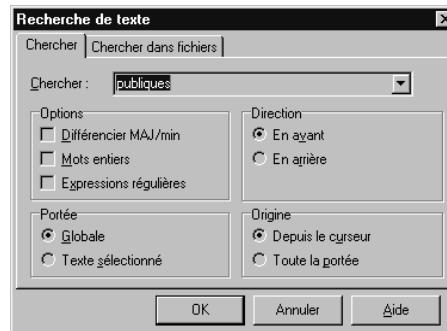 Recherche de texte
Chercher
Chercher dans fichiers
Chercher :
publiques
Options
Différencier MAJ/min
Mots entiers
Expressions régulières
Direction
En avant
En arrière
Portée
Globale
Texte sélectionné
Origine
Depuis le curseur
Toute la portée
OK
Annuler
Aide